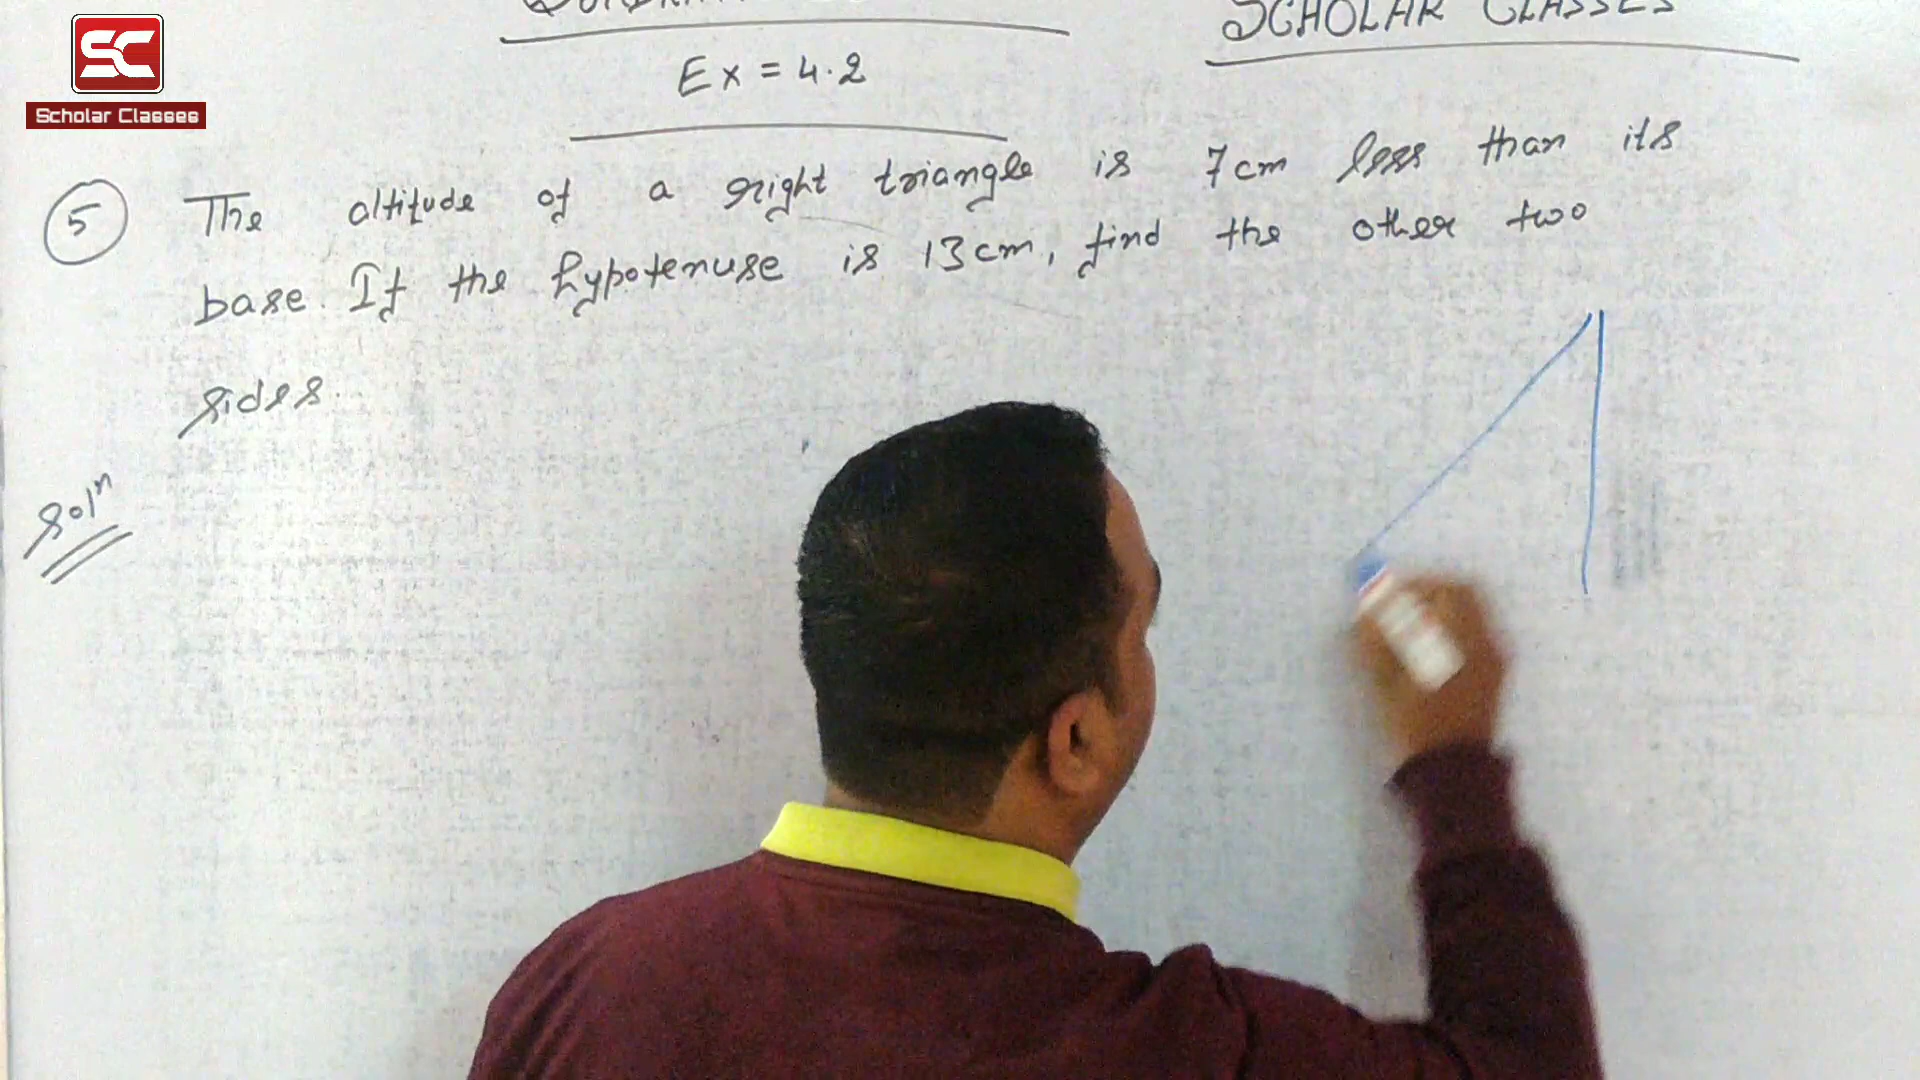 SC
Scholar Classes
SCHOLAR CLASSES
Ex = 4.2
5 The altitude of a right triangle is 7cm less than its
base. If the hypotenuse is 13cm, find the other two
sides.
Solⁿ